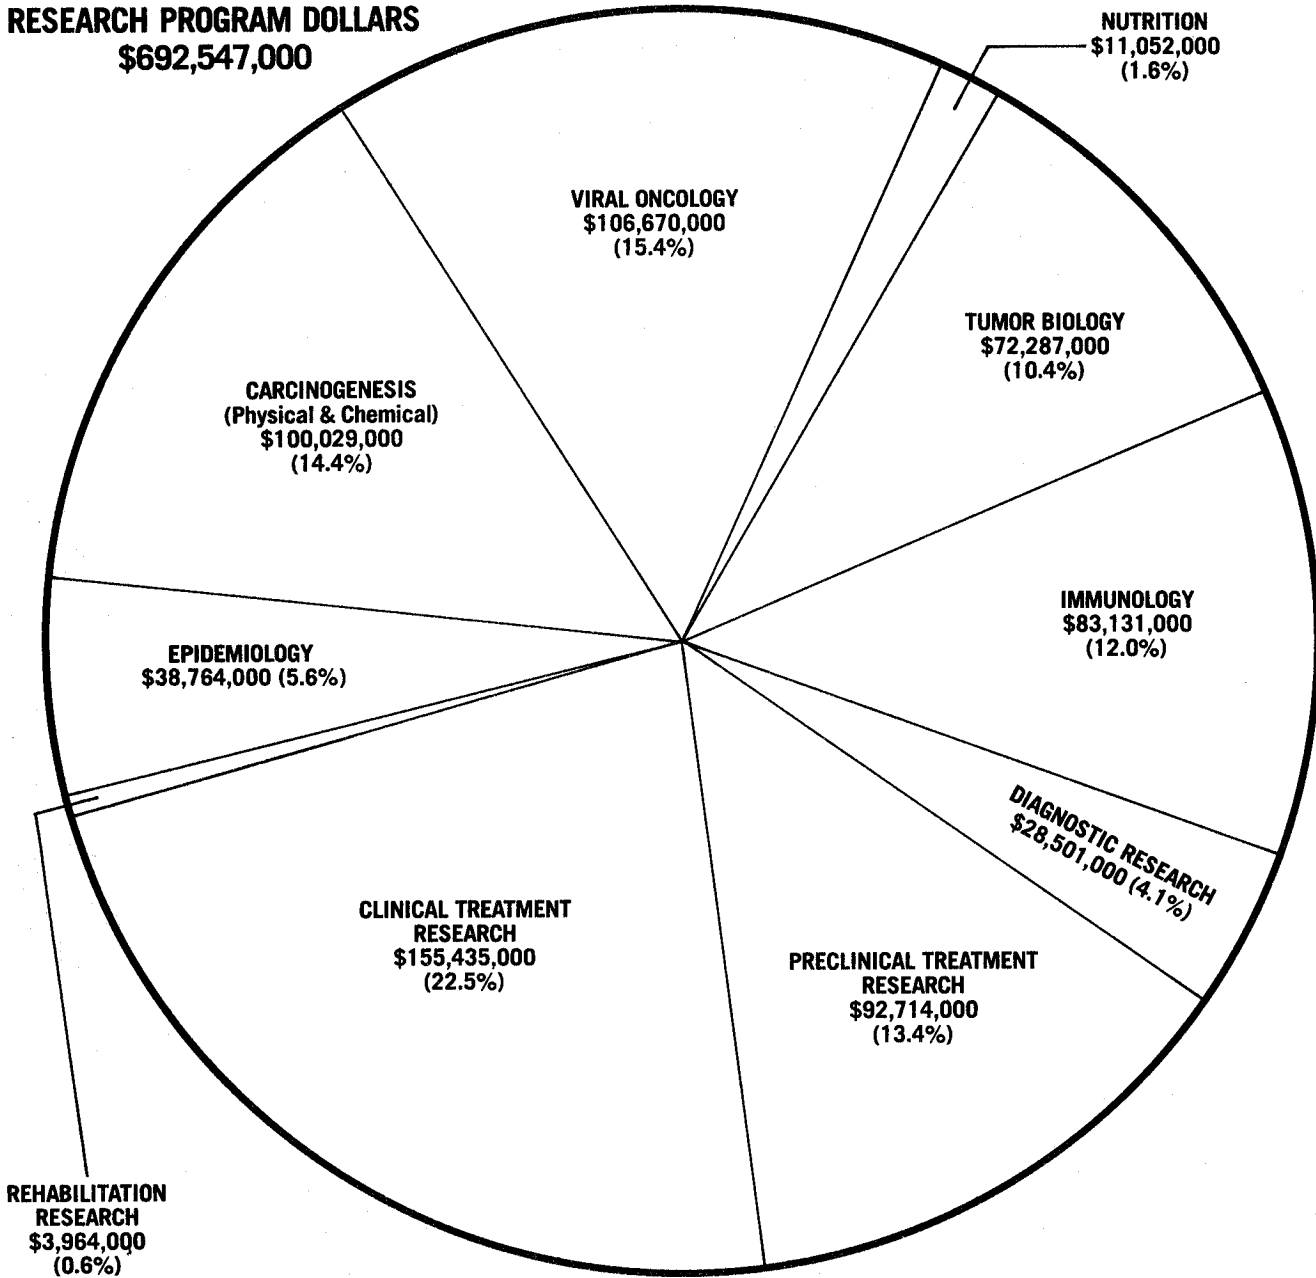 RESEARCH PROGRAM DOLLARS
$692,547,000
NUTRITION
$11,052,000
(1.6%)
VIRAL ONCOLOGY
$106,670,000
(15.4%)
TUMOR BIOLOGY
$72,287,000
(10.4%)
CARCINOGENESIS
(Physical & Chemical)
$100,029,000
(14.4%)
IMMUNOLOGY
$83,131,000
(12.0%)
EPIDEMIOLOGY
$38,764,000 (5.6%)
DIAGNOSTIC RESEARCH
$28,501,000 (4.1%)
CLINICAL TREATMENT
RESEARCH
$155,435,000
(22.5%)
PRECLINICAL TREATMENT
RESEARCH
$92,714,000
(13.4%)
REHABILITATION
RESEARCH
$3,964,000
(0.6%)